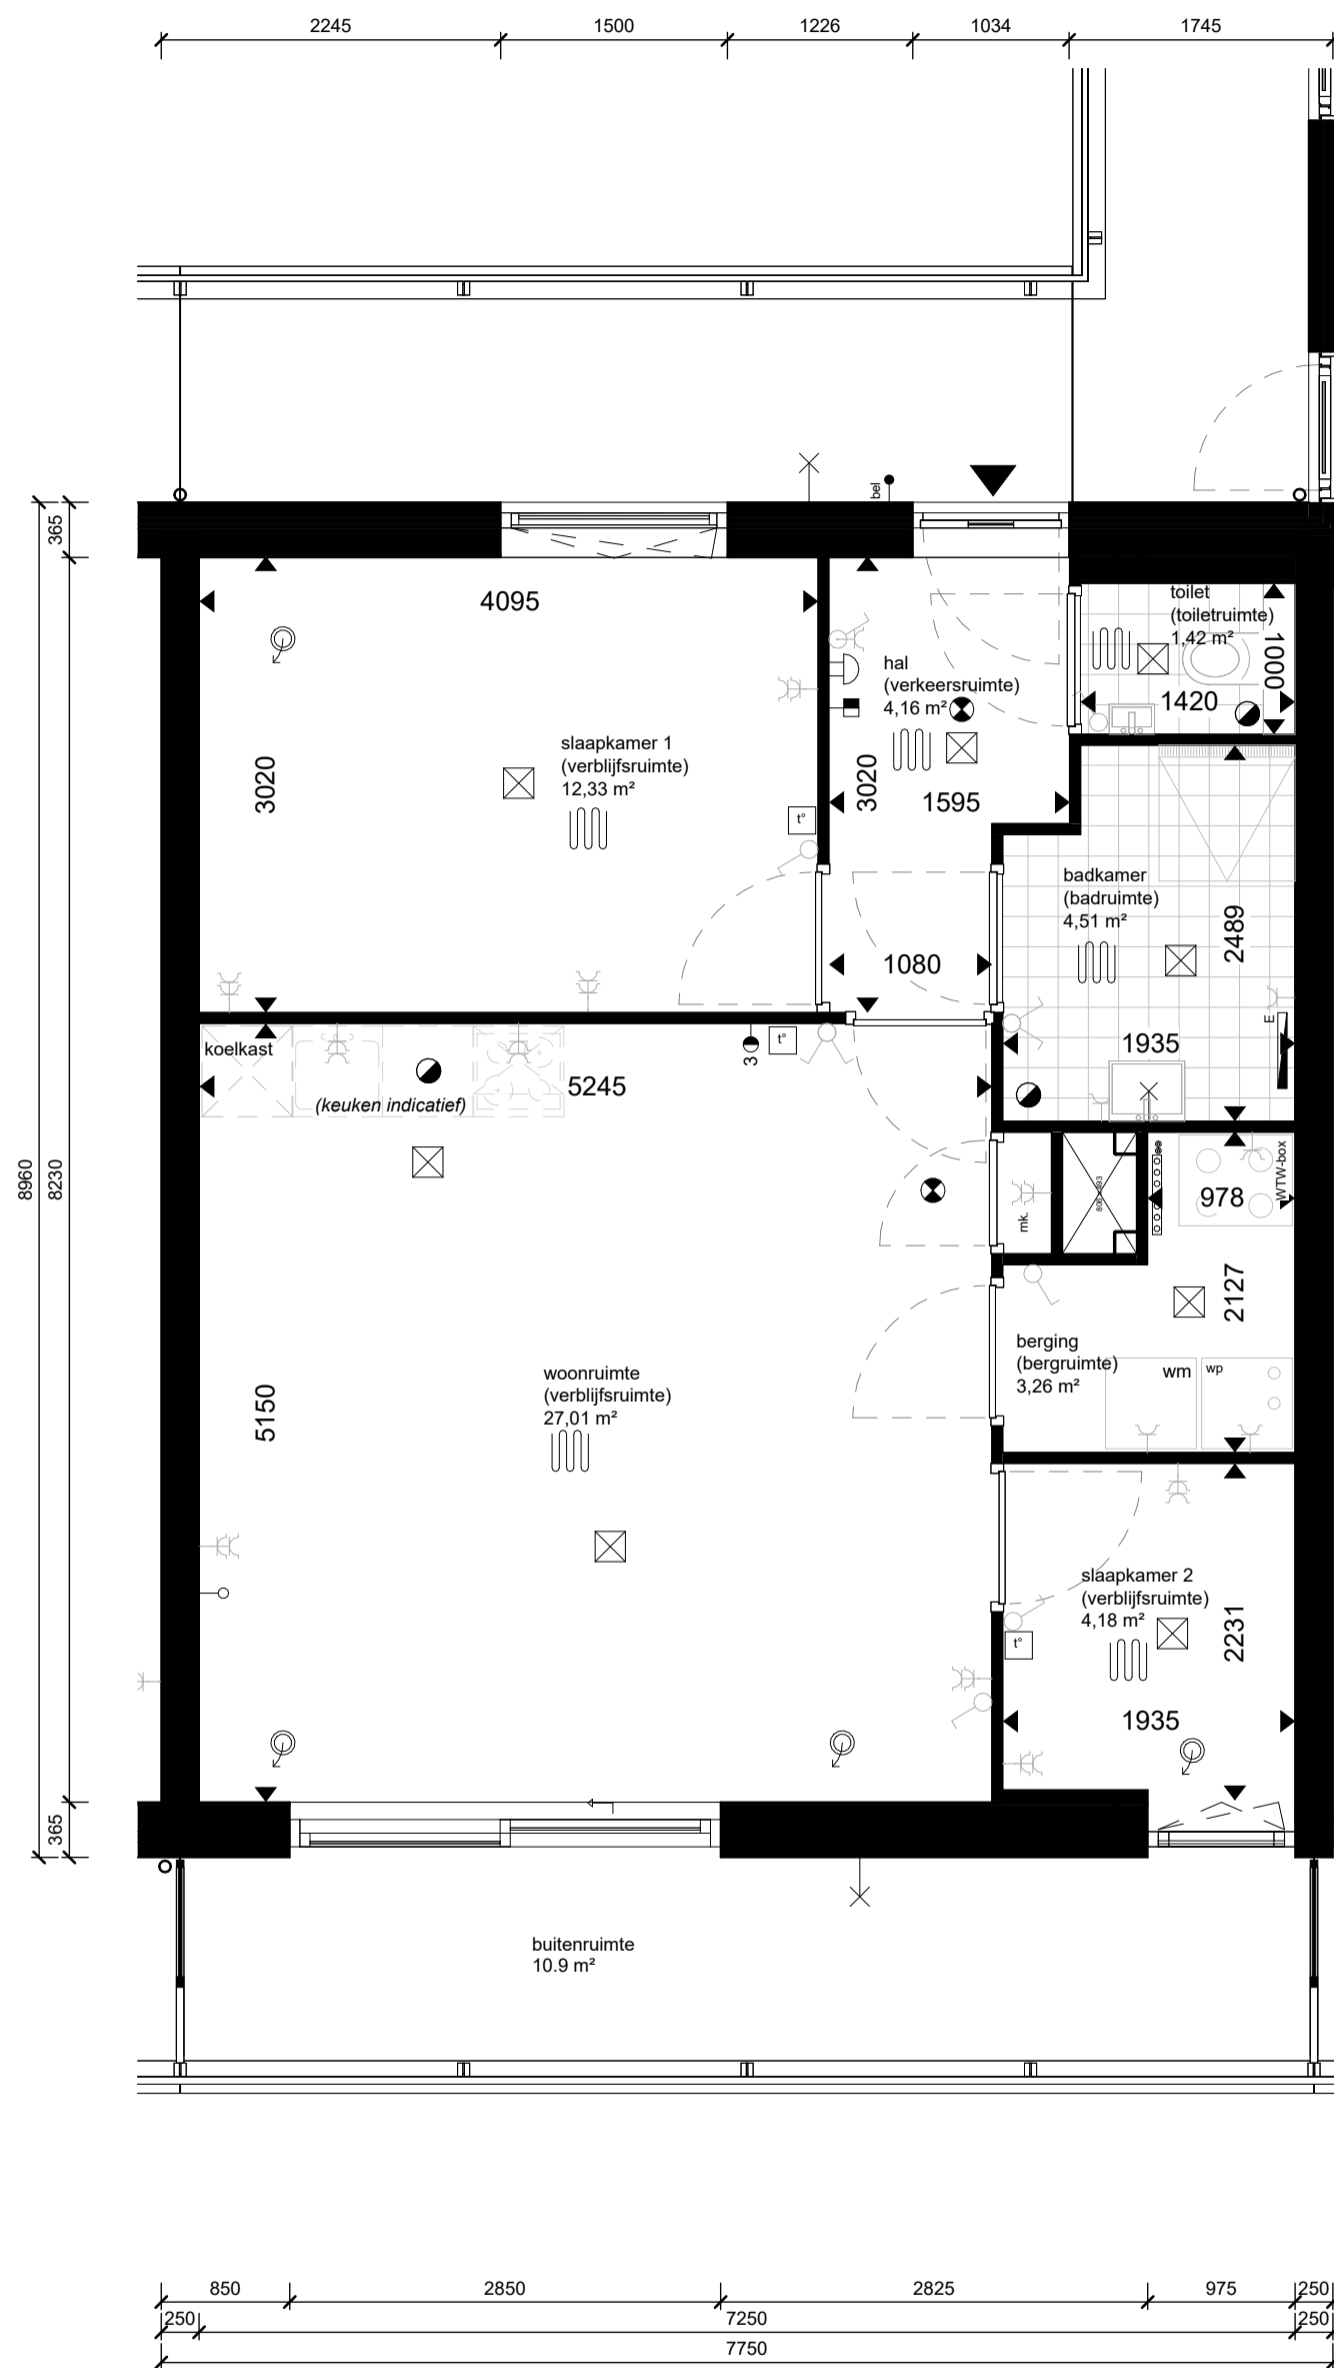 2245 1500 1226 1034 1745
bel
365
8960
8230
365
4095
3020
slaapkamer 1
(verblijfsruimte)
12,33 m²
t°
hal
(verkeersruimte)
4,16 m²
3020
1595
1080
toilet
(toiletruimte)
1,42 m²
1000
1420
badkamer
(badruimte)
4,51 m²
2489
1935
E
koelkast
(keuken indicatief)
5245
3
t°
mk.
978
WTW-box
2127
berging
(bergruimte)
3,26 m²
wm
wp
woonruimte
(verblijfsruimte)
27,01 m²
5150
slaapkamer 2
(verblijfsruimte)
4,18 m²
t°
2231
1935
buitenruimte
10.9 m²
850 2850 2825 975 250
250 7250 250
7750